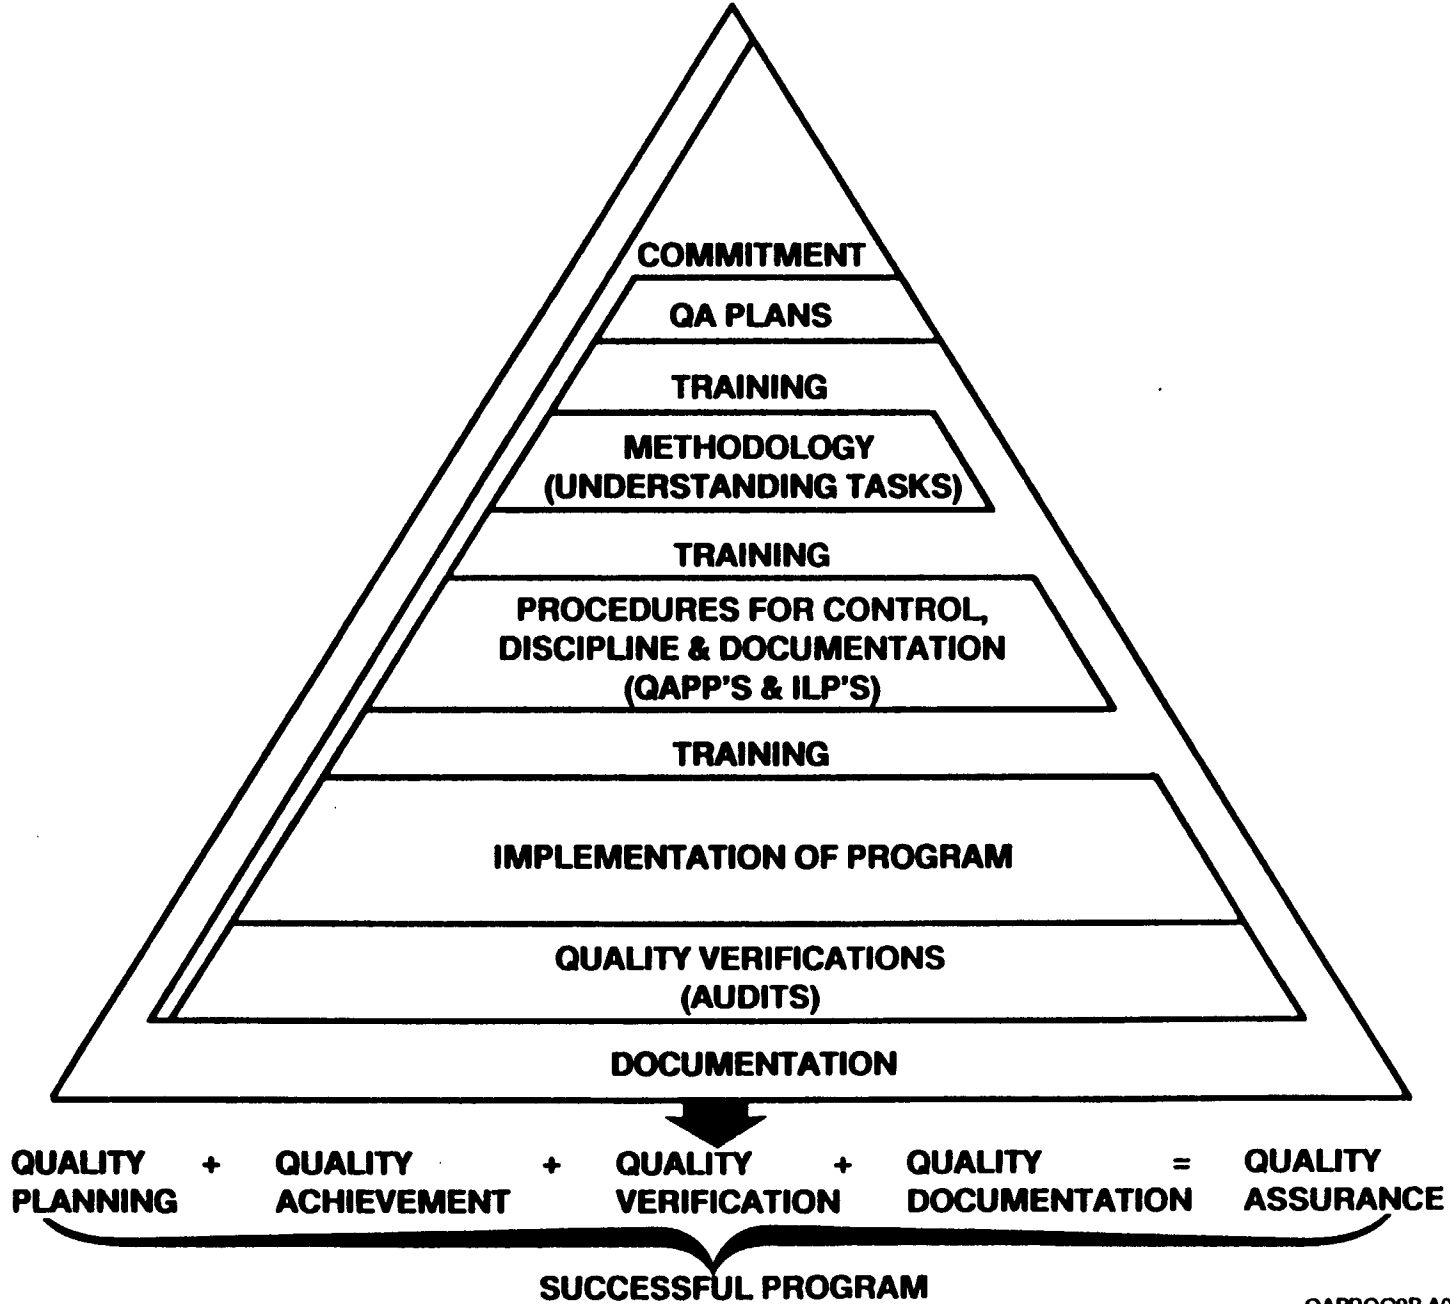 COMMITMENT
QA PLANS
TRAINING
METHODOLOGY
(UNDERSTANDING TASKS)
TRAINING
PROCEDURES FOR CONTROL,
DISCIPLINE & DOCUMENTATION
(QAPP'S & ILP'S)
TRAINING
IMPLEMENTATION OF PROGRAM
QUALITY VERIFICATIONS
(AUDITS)
DOCUMENTATION
QUALITY + QUALITY + QUALITY + QUALITY = QUALITY
PLANNING ACHIEVEMENT VERIFICATION DOCUMENTATION ASSURANCE
SUCCESSFUL PROGRAM